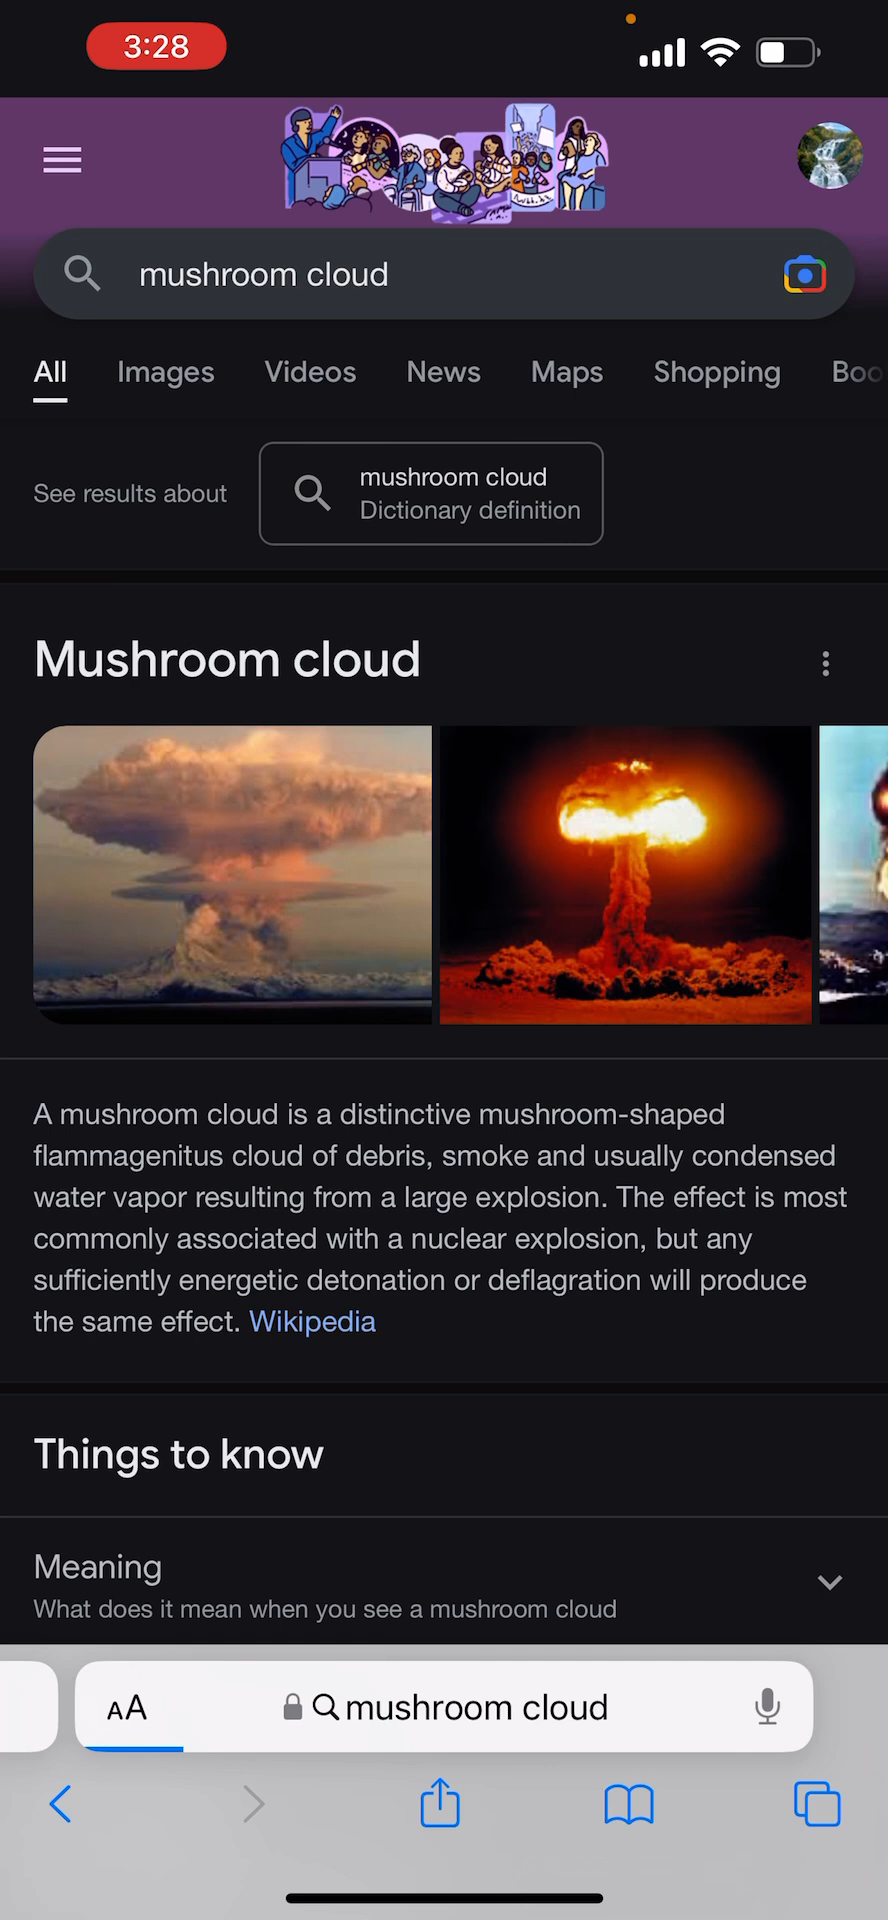 3:28
mushroom cloud
All Images Videos News Maps Shopping Boo
See results about
mushroom cloud
Dictionary definition
Mushroom cloud
A mushroom cloud is a distinctive mushroom-shaped
flammagenitus cloud of debris, smoke and usually condensed
water vapor resulting from a large explosion. The effect is most
commonly associated with a nuclear explosion, but any
sufficiently energetic detonation or deflagration will produce
the same effect. Wikipedia
Things to know
Meaning
What does it mean when you see a mushroom cloud
AA mushroom cloud